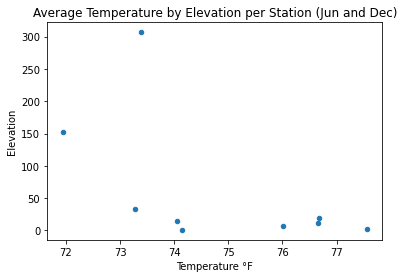 Average Temperature by Elevation per Station (Jun and Dec)
300
250
200
150
100
50
0
Elevation
72 73 74 75 76 77
Temperature °F